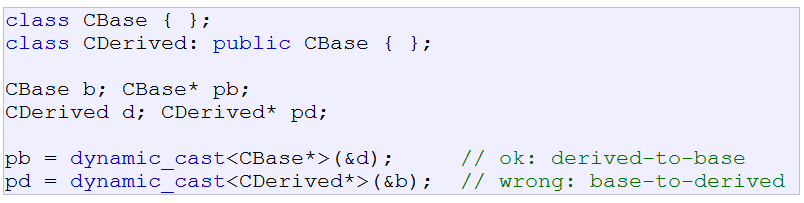 class CBase { };
class CDerived: public CBase { };
CBase b; CBase* pb;
CDerived d; CDerived* pd;
pb = dynamic_cast<CBase*>(&d);      // ok: derived-to-base
pd = dynamic_cast<CDerived*>(&b);  // wrong: base-to-derived